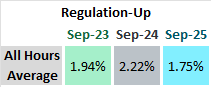 Regulation-Up
Sep-23 Sep-24 Sep-25
All Hours
Average 1.94% 2.22% 1.75%